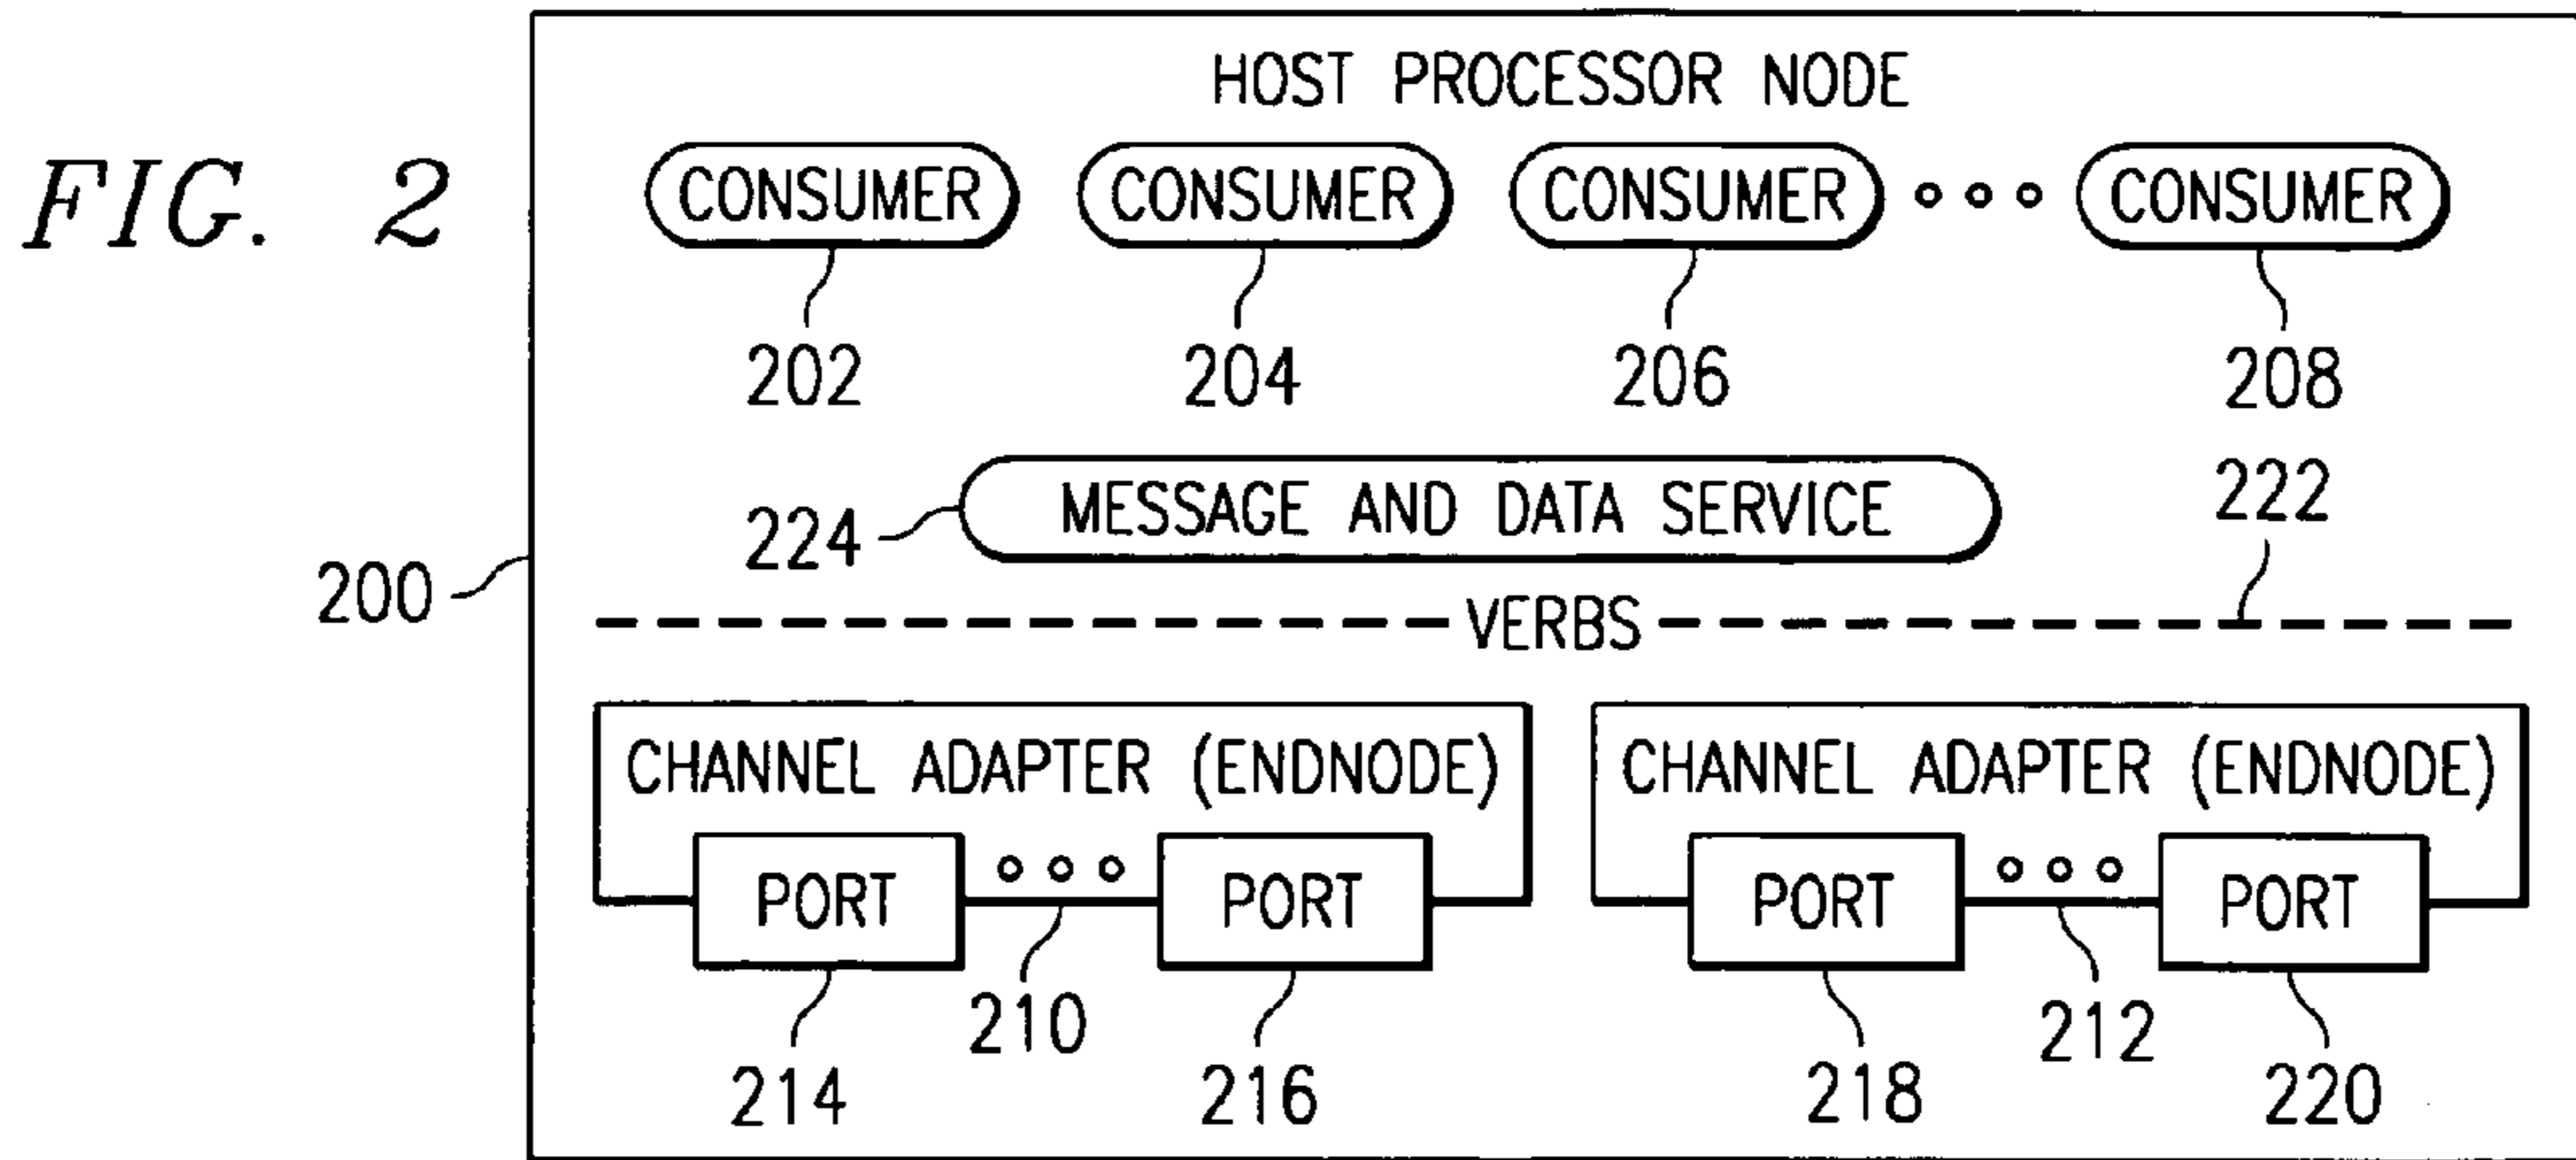 FIG. 2
HOST PROCESSOR NODE
CONSUMER CONSUMER CONSUMER CONSUMER
202 204 206 208
MESSAGE AND DATA SERVICE
224
222
200
VERBS
CHANNEL ADAPTER (ENDNODE) CHANNEL ADAPTER (ENDNODE)
PORT PORT PORT PORT
210 212
214 216 218 220